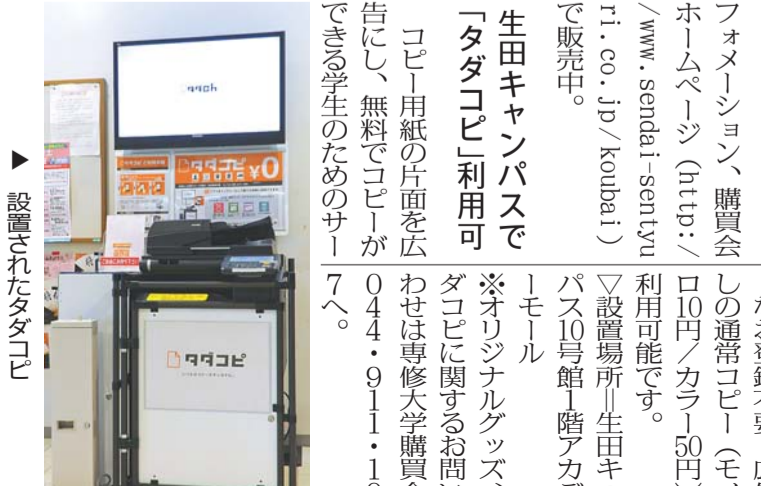 フォメーション、購買会
ホームページ（http:/
/www.sendai-sentyu
ri.co.jp/koubai）
で販売中。
生田キャンパスで
「タダコピ」利用可
コピー用紙の片面を広
告にし、無料でコピーが
できる学生のためのサー
しの通常コピー（モノ
ロ10円／カラー50円）
利用可能です。
▽設置場所＝生田キ
パス10号館1階アカデ
ーモール
※オリジナルグッズ、
ダコピに関するお問い
わせは専修大学購買会
044・911・1
7へ。
タダch
タダコピ
¥0
タダコピ
▶ 設置されたタダコピ